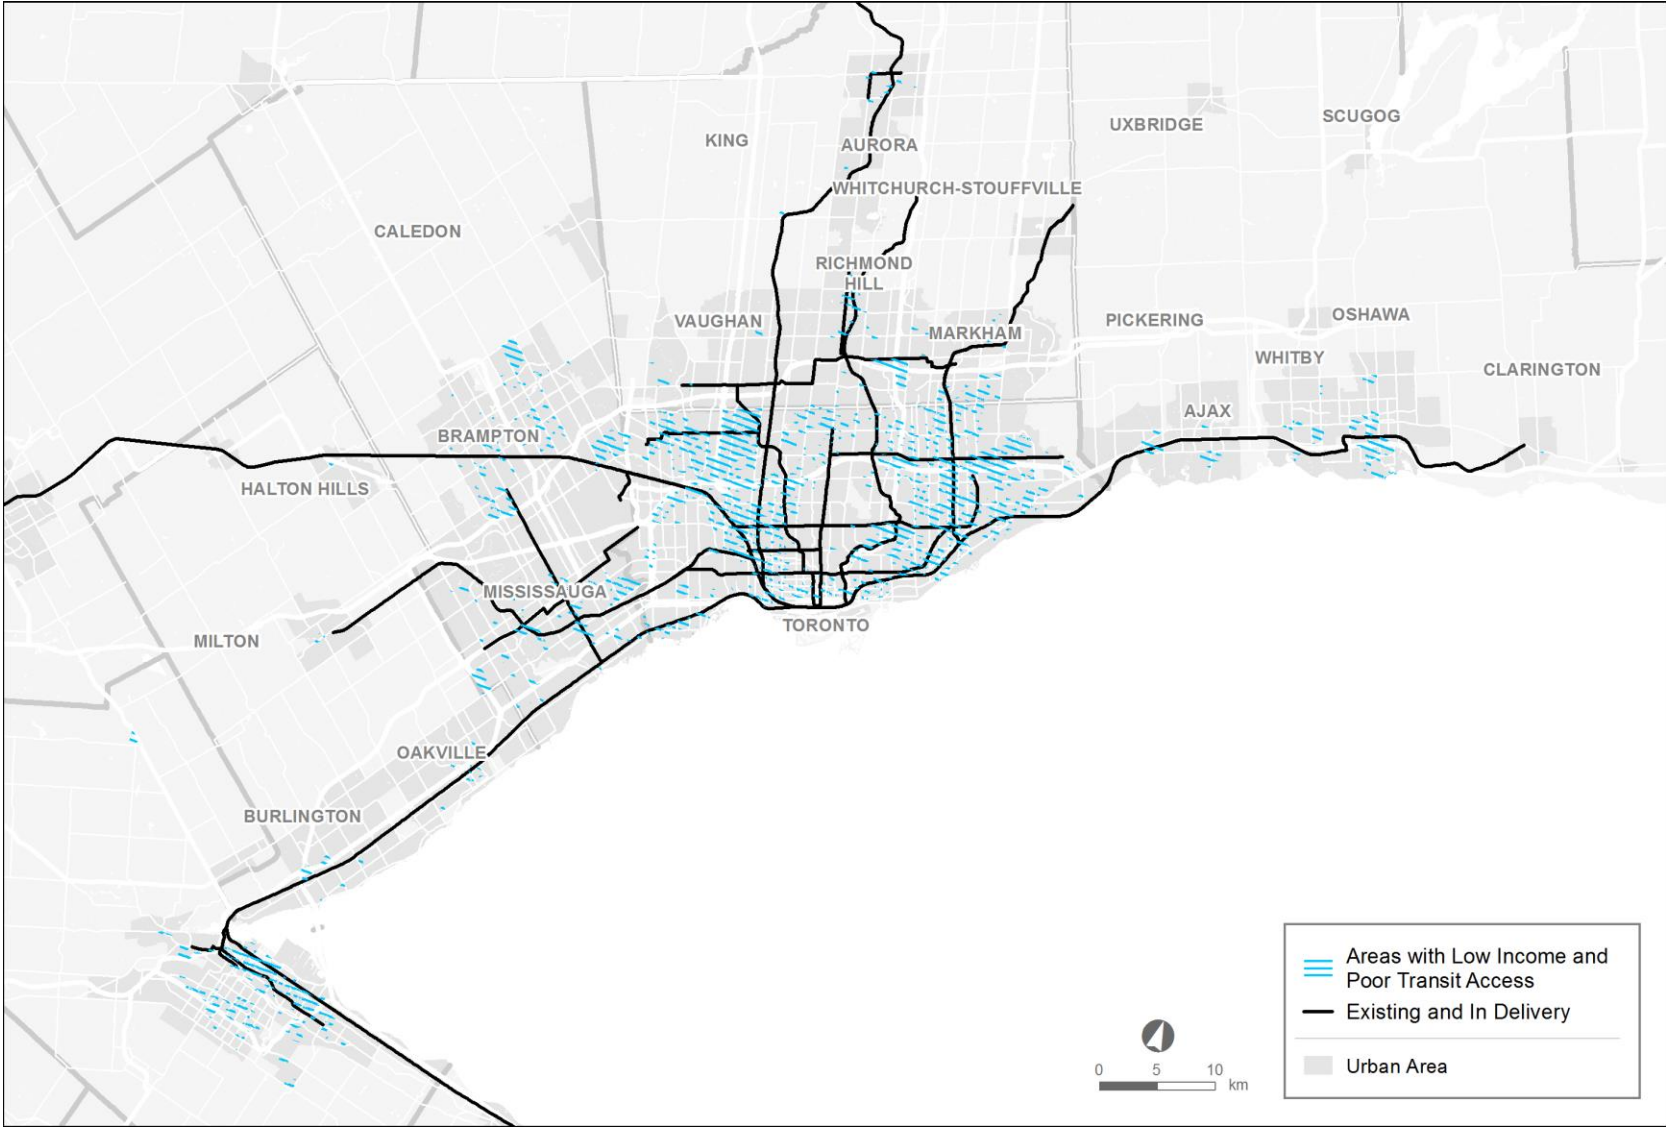 UXBRIDGE
SCUGOG
KING
AURORA
WHITCHURCH-STOUFFVILLE
CALEDON
RICHMOND
HILL
VAUGHAN
MARKHAM
PICKERING
OSHAWA
WHITBY
CLARINGTON
AJAX
BRAMPTON
HALTON HILLS
MISSISSAUGA
TORONTO
MILTON
OAKVILLE
BURLINGTON
Areas with Low Income and
Poor Transit Access
Existing and In Delivery
Urban Area
0 5 10
km